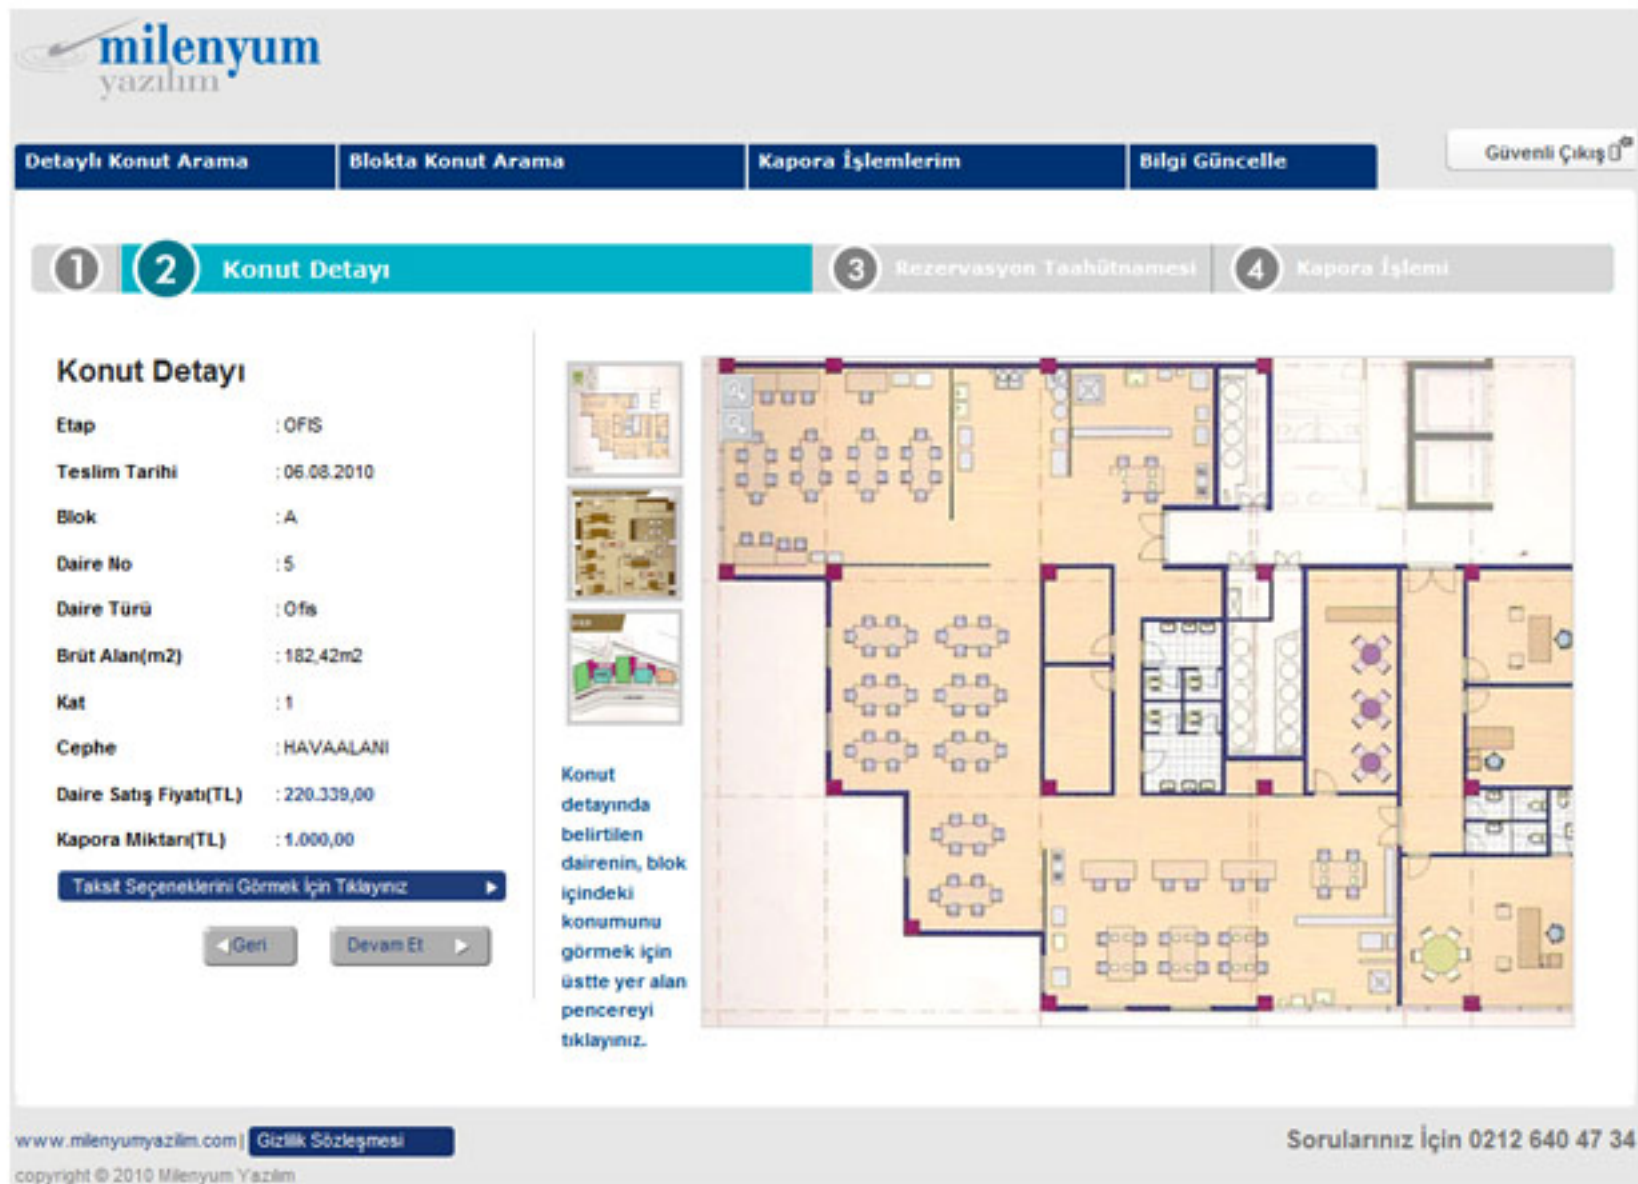 milenyum
yazılım
Detaylı Konut Arama
Blokta Konut Arama
Kapora İşlemlerim
Bilgi Güncelle
Güvenli Çıkış
1
2 Konut Detayı
3 Rezervasyon Taahütnamesi
4 Kapora İşlemi
Konut Detayı
Etap : OFIS
Teslim Tarihi : 06.08.2010
Blok : A
Daire No : 5
Daire Türü : Ofis
Brüt Alan(m2) : 182,42m2
Kat : 1
Cephe : HAVAALANI
Daire Satış Fiyatı(TL) : 220.339,00
Kapora Miktarı(TL) : 1.000,00
Taksit Seçeneklerini Görmek İçin Tıklayınız
Geri
Devam Et
Konut
detayında
belirtilen
dairenin, blok
içindeki
konumunu
görmek için
üstte yer alan
pencereyi
tıklayınız.
www.milenyumyazilim.com |
Gizlilik Sözleşmesi
Sorularınız İçin 0212 640 47 34
copyright © 2010 Milenyum Yazılım